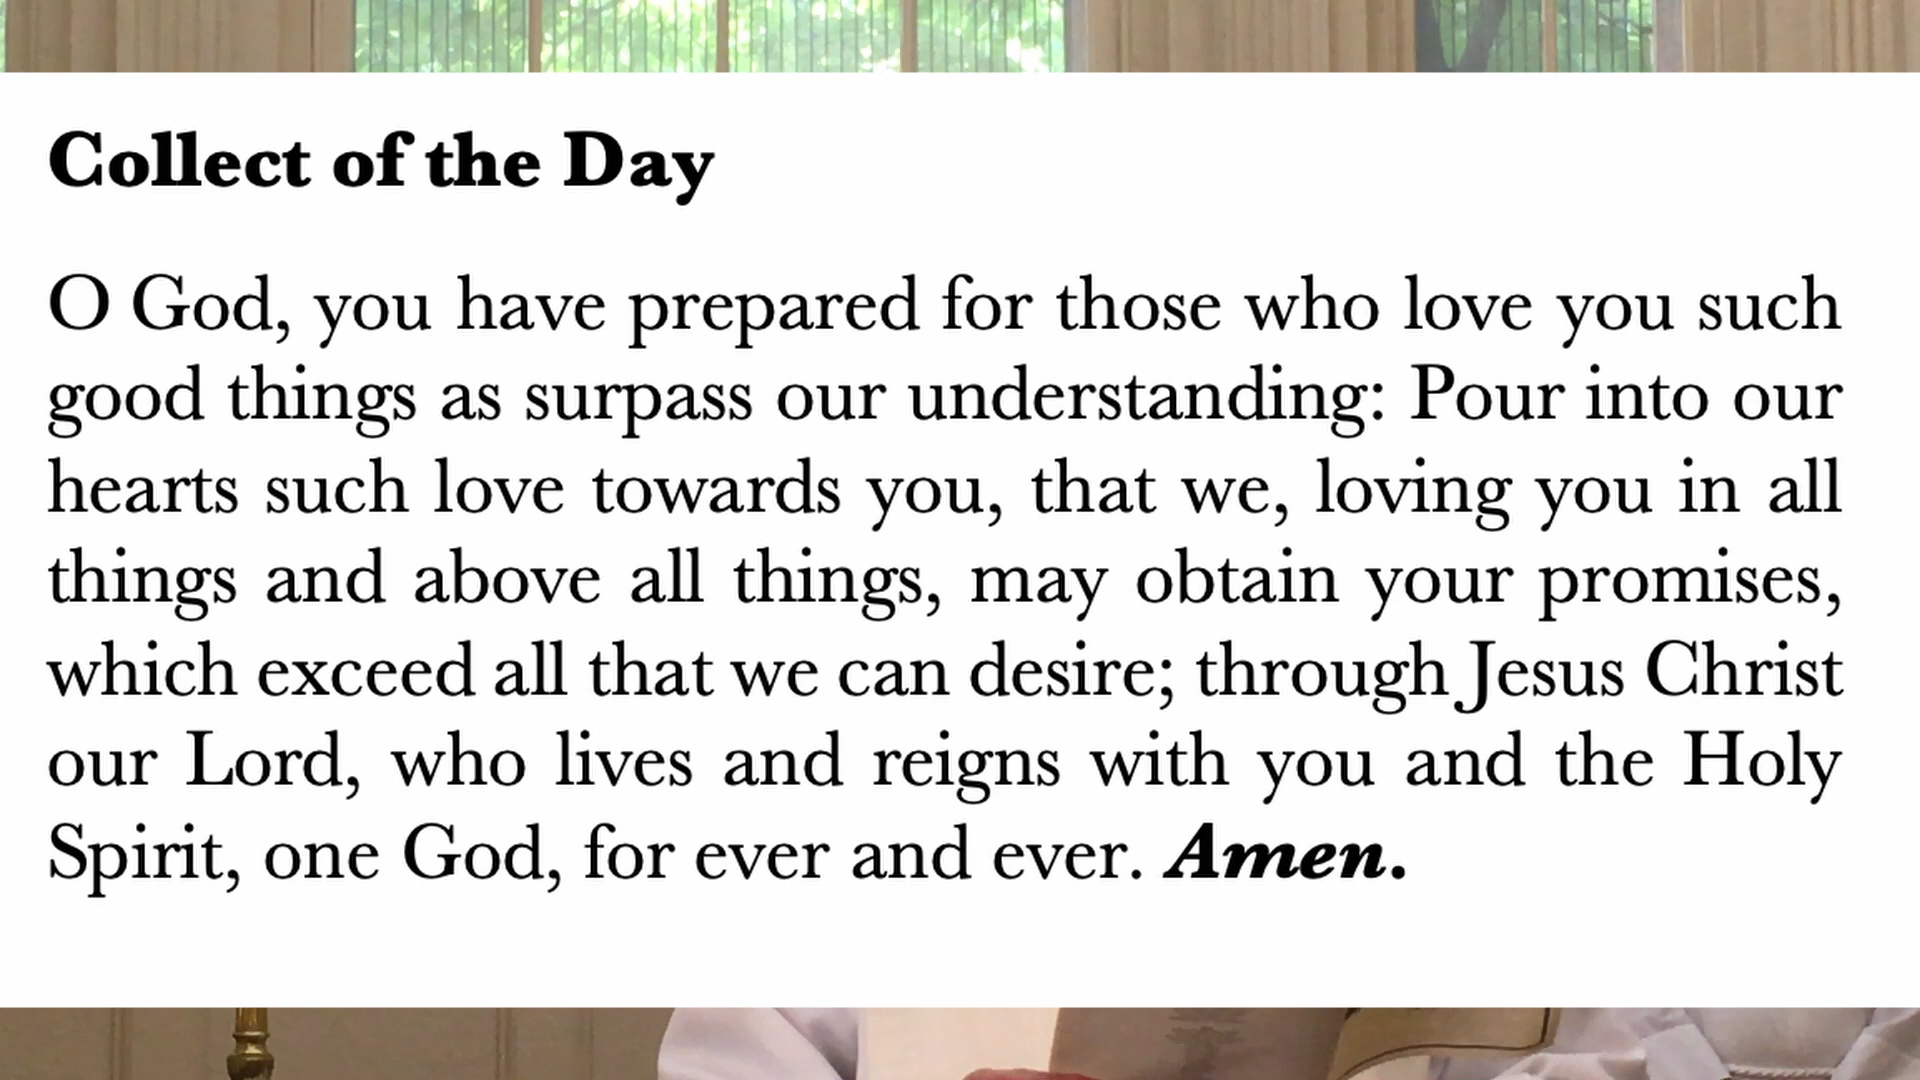 Collect of the Day
O God, you have prepared for those who love you such
good things as surpass our understanding: Pour into our
hearts such love towards you, that we, loving you in all
things and above all things, may obtain your promises,
which exceed all that we can desire; through Jesus Christ
our Lord, who lives and reigns with you and the Holy
Spirit, one God, for ever and ever. Amen.